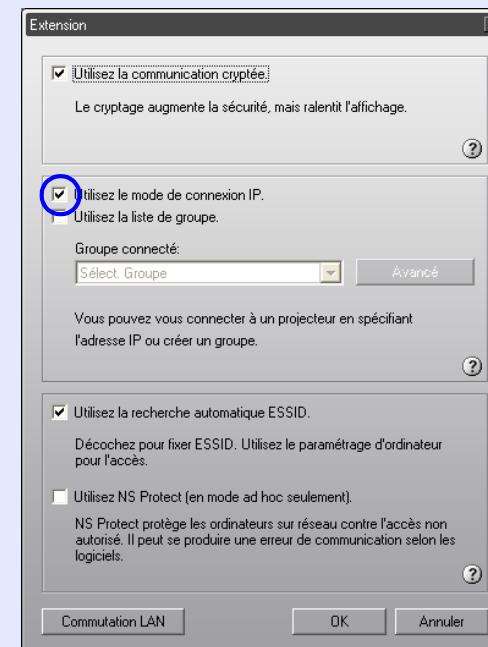 Extension
Utilisez la communication cryptée.
Le cryptage augmente la sécurité, mais ralentit l'affichage.
?
Utilisez le mode de connexion IP.
Utilisez la liste de groupe.
Groupe connecté:
Sélect. Groupe
Avancé
Vous pouvez vous connecter à un projecteur en spécifiant
l'adresse IP ou créer un groupe.
?
Utilisez la recherche automatique ESSID.
Décochez pour fixer ESSID. Utilisez le paramétrage d'ordinateur
pour l'accès.
Utilisez NS Protect (en mode ad hoc seulement).
NS Protect protège les ordinateurs sur réseau contre l'accès non
autorisé. Il peut se produire une erreur de communication selon les
logiciels.
?
Commutation LAN
OK
Annuler